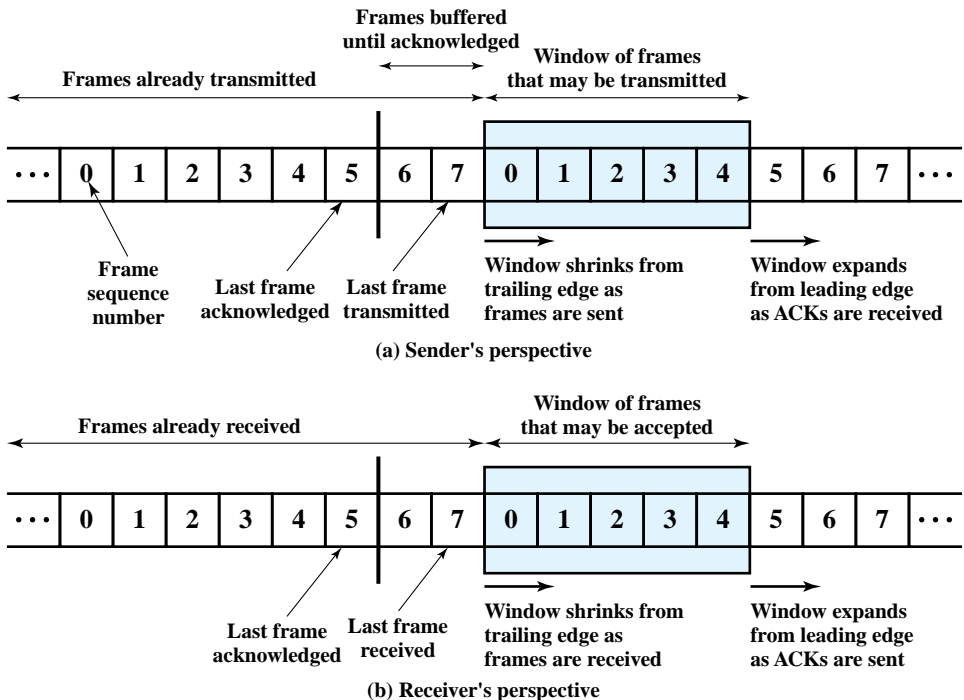 Frames buffered
until acknowledged
Window of frames
that may be transmitted
Frames already transmitted
··· 0 1 2 3 4 5 6 7 0 1 2 3 4 5 6 7 ···
Frame
sequence
number
Last frame
acknowledged
Last frame
transmitted
Window shrinks from
trailing edge as
frames are sent
Window expands
from leading edge
as ACKs are received
(a) Sender's perspective
Window of frames
that may be accepted
Frames already received
··· 0 1 2 3 4 5 6 7 0 1 2 3 4 5 6 7 ···
Last frame
acknowledged
Last frame
received
Window shrinks from
trailing edge as
frames are received
Window expands
from leading edge
as ACKs are sent
(b) Receiver's perspective